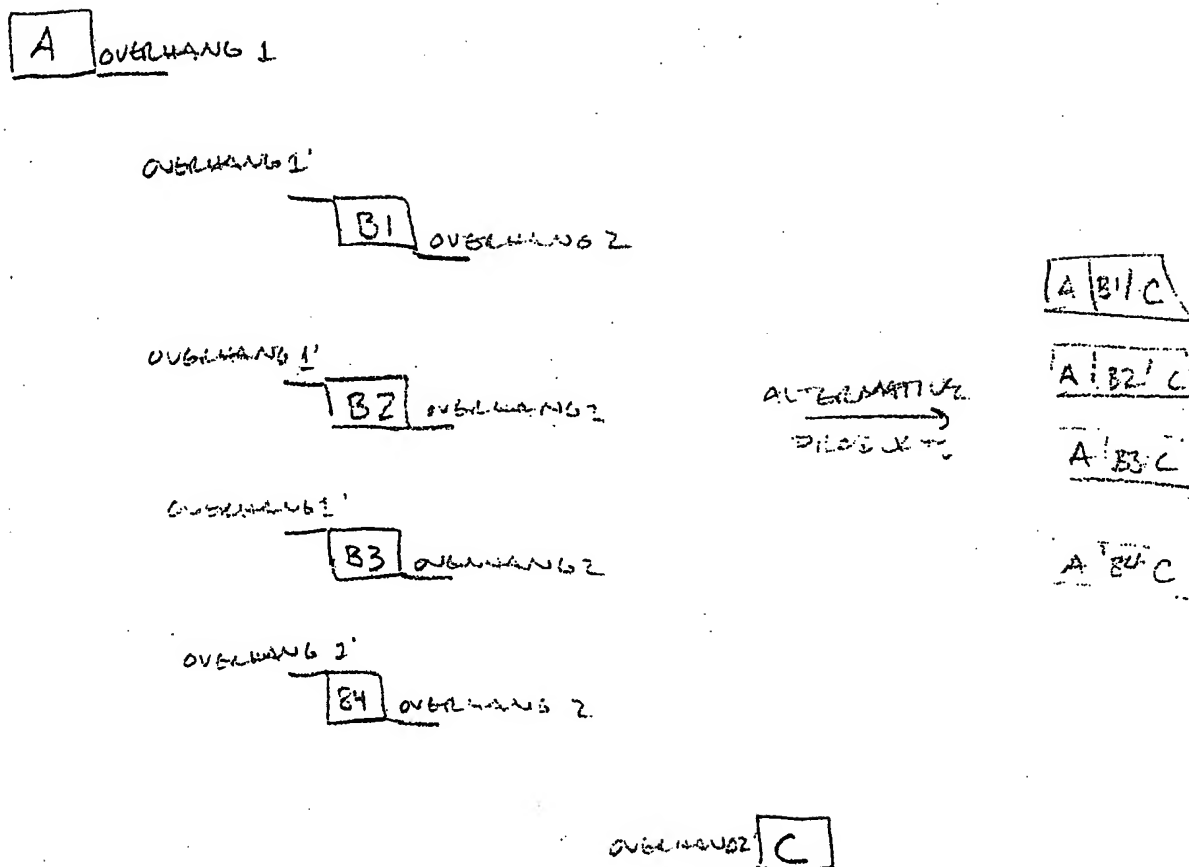 A OVERHANG 1
OVERHANG 1'
B1 OVERHANG 2
A B1 C
OVERHANG 1'
B2 OVERHANG 2
ALTERNATIVE
PRODUCTS
A B2 C
A B3 C
OVERHANG 1'
B3 OVERHANG 2
A B4 C
OVERHANG 1'
B4 OVERHANG 2
OVERHANG 2' C